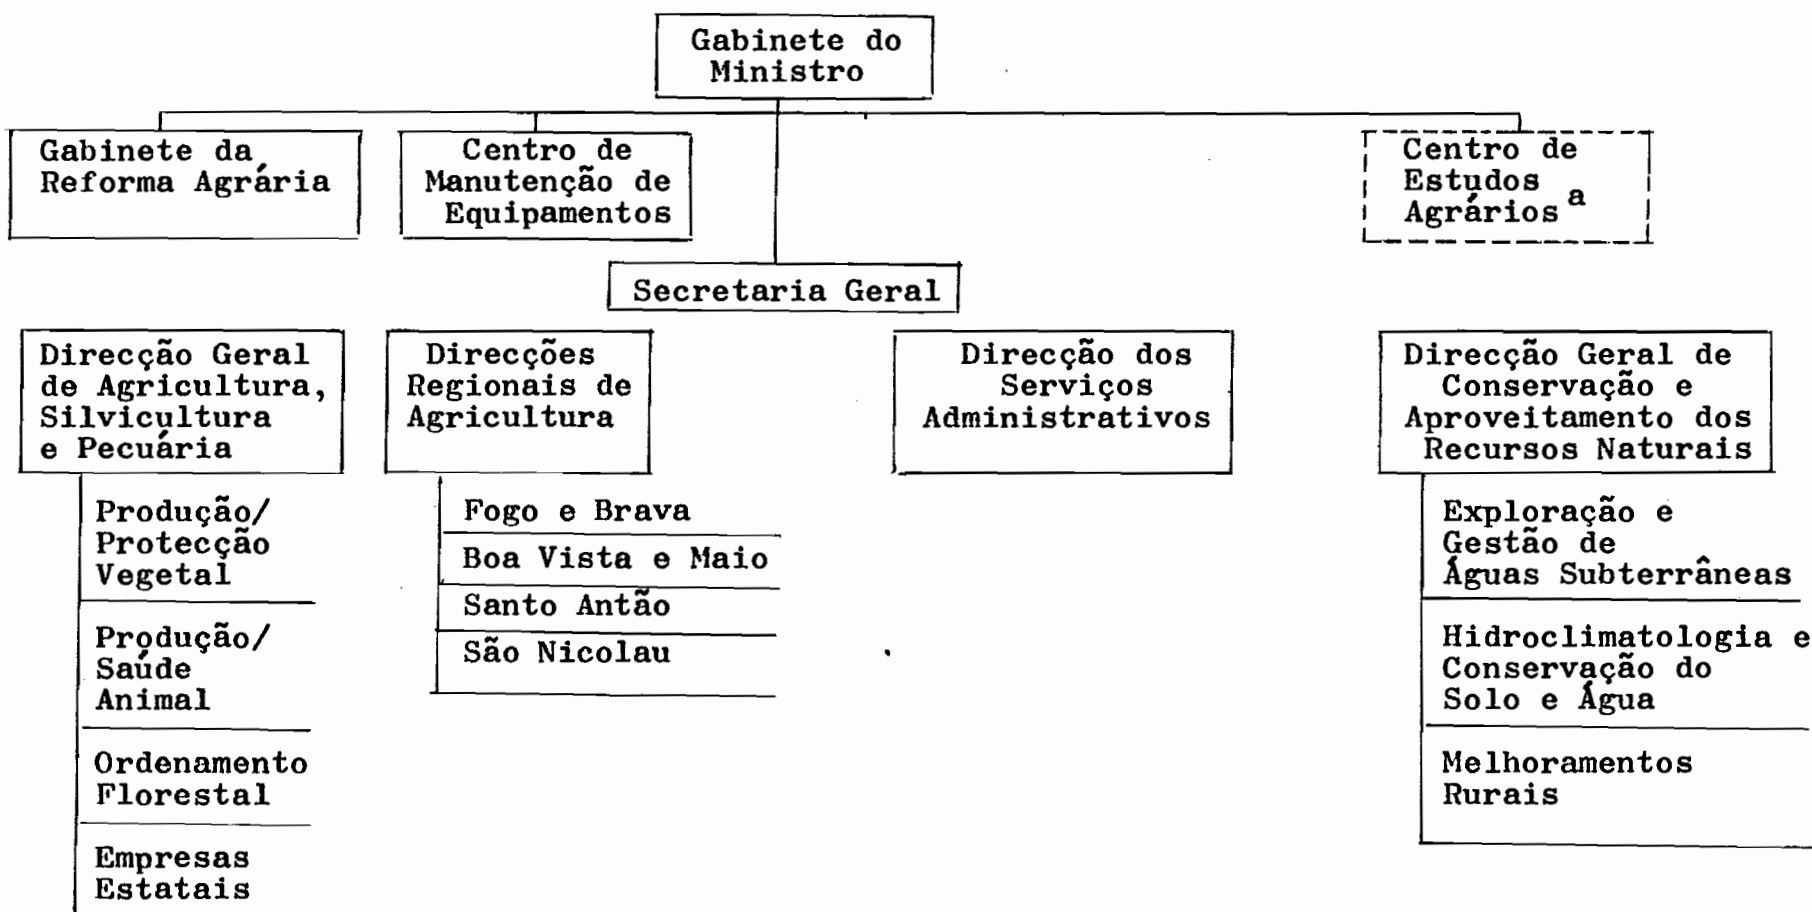 Gabinete do
Ministro
Gabinete da
Reforma Agrária
Centro de
Manutenção de
Equipamentos
Centro de
Estudos
Agrários a
Secretaria Geral
Direcção Geral
de Agricultura,
Silvicultura
e Pecuária
Direcções
Regionais de
Agricultura
Direcção dos
Serviços
Administrativos
Direcção Geral de
Conservação e
Aproveitamento dos
Recursos Naturais
Produção/
Protecção
Vegetal
Produção/
Saúde
Animal
Ordenamento
Florestal
Empresas
Estatais
Fogo e Brava
Boa Vista e Maio
Santo Antão
São Nicolau
Exploração e
Gestão de
Águas Subterrâneas
Hidroclimatologia e
Conservação do
Solo e Água
Melhoramentos
Rurais